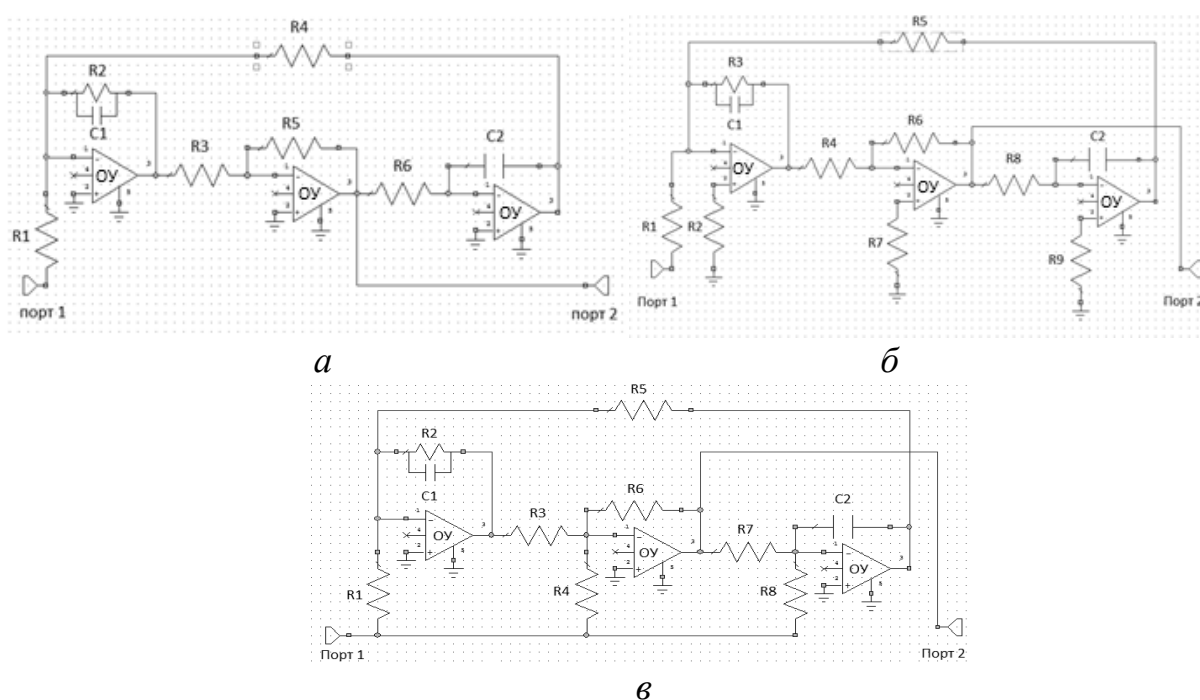 R4
R2
C1
R3
R5
R6
C2
ОУ
ОУ
ОУ
R1
порт 1
порт 2
а
R5
R3
C1
R4
R6
R8
C2
ОУ
ОУ
ОУ
R1
R2
R7
R9
Порт 1
Порт 2
б
R5
R2
C1
R3
R6
R7
C2
ОУ
ОУ
ОУ
R1
R4
R8
Порт 1
Порт 2
в